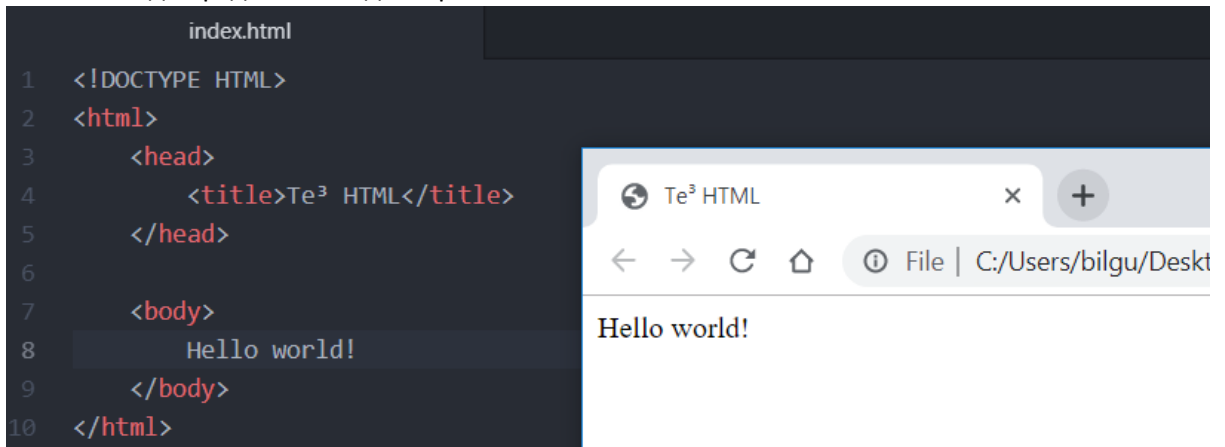 index.html
1 <!DOCTYPE HTML>
2 <html>
3 <head>
4 <title>Te³ HTML</title>
5 </head>
6
7 <body>
8 Hello world!
9 </body>
10 </html>
Te³ HTML
File | C:/Users/bilgu/Deskt
Hello world!